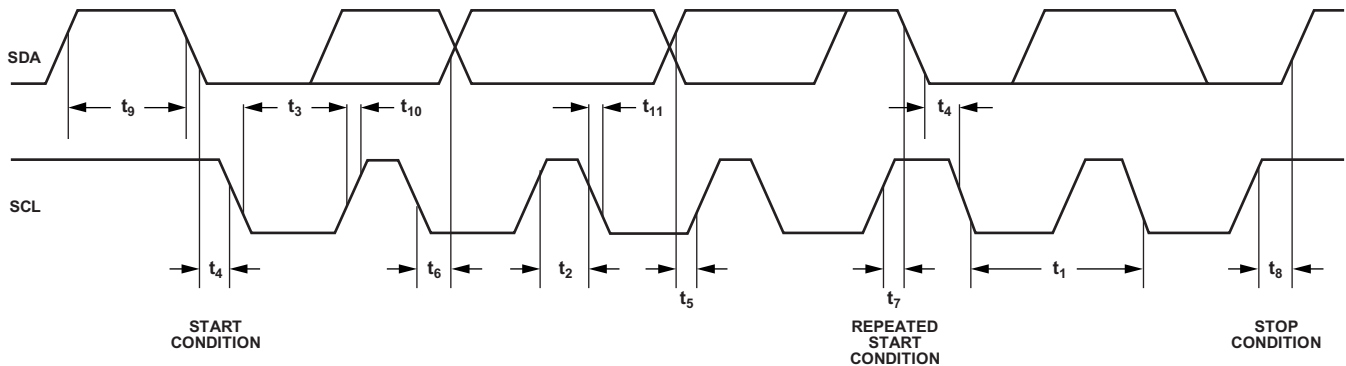 SDA
t9
t3
t10
t11
t4
SCL
t4
t6
t2
t5
t7
t1
t8
START
CONDITION
REPEATED
START
CONDITION
STOP
CONDITION